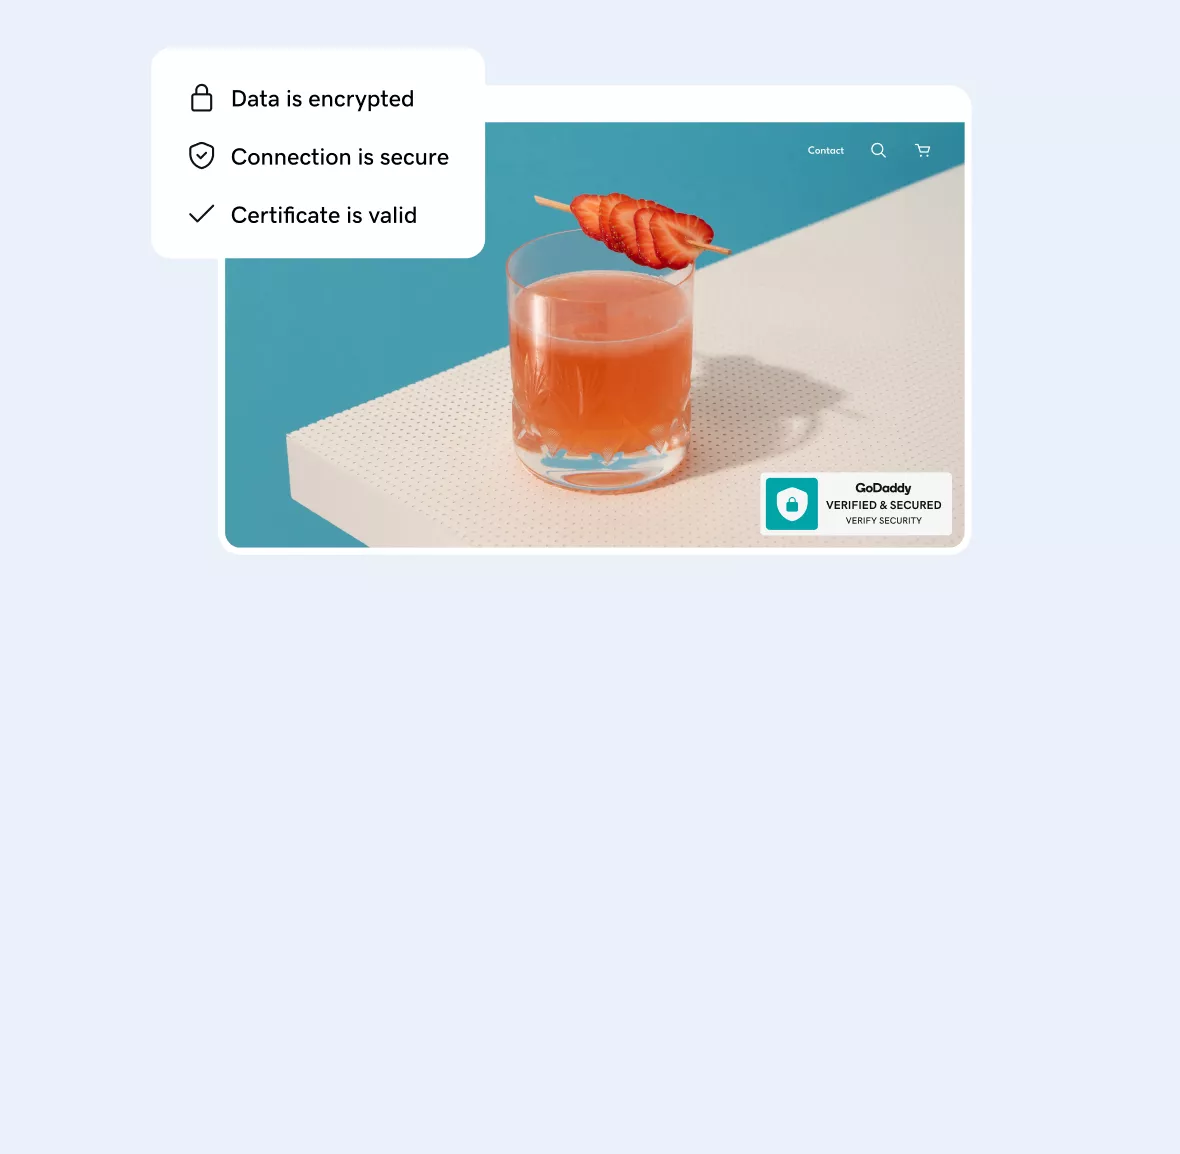 Data is encrypted
Connection is secure
Certificate is valid
Contact
GoDaddy
VERIFIED & SECURED
VERIFY SECURITY